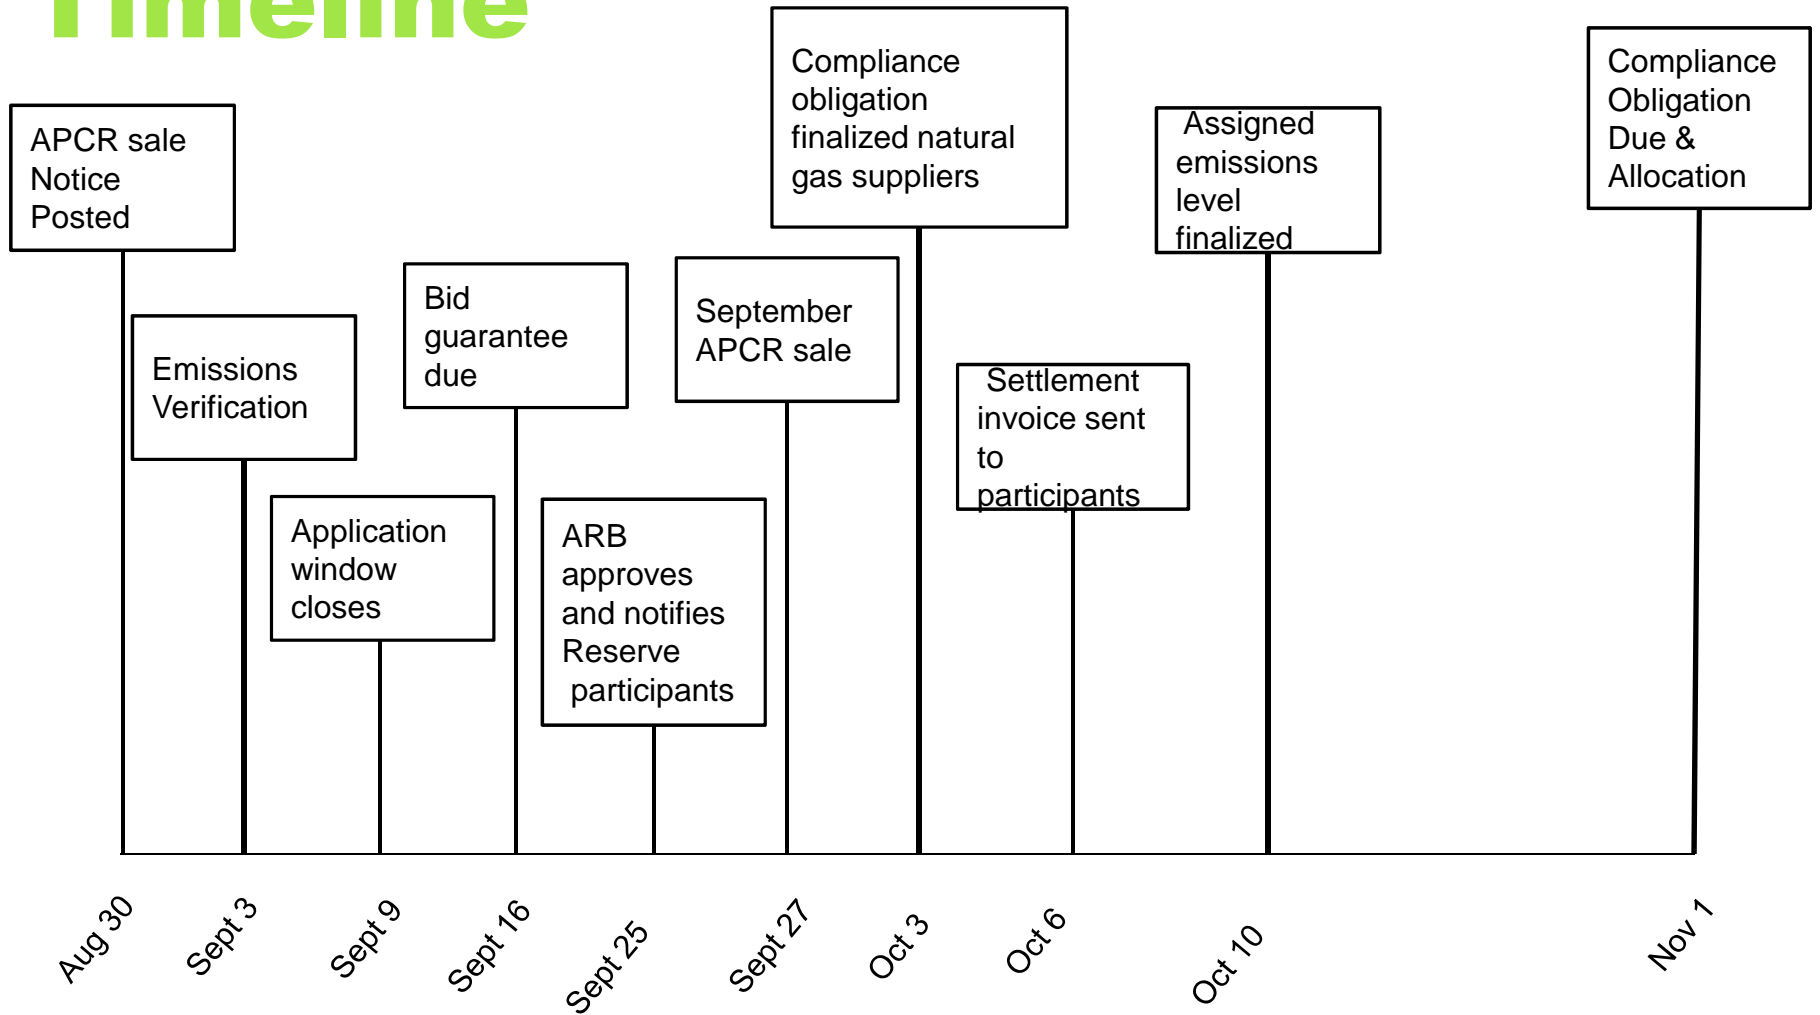 Timeline
APCR sale
Notice
Posted
Emissions
Verification
Application
window
closes
Bid
guarantee
due
ARB
approves
and notifies
Reserve
participants
September
APCR sale
Compliance
obligation
finalized natural
gas suppliers
Settlement
invoice sent
to
participants
Assigned
emissions
level
finalized
Compliance
Obligation
Due &
Allocation
Aug 30
Sept 3
Sept 9
Sept 16
Sept 25
Sept 27
Oct 3
Oct 6
Oct 10
Nov 1